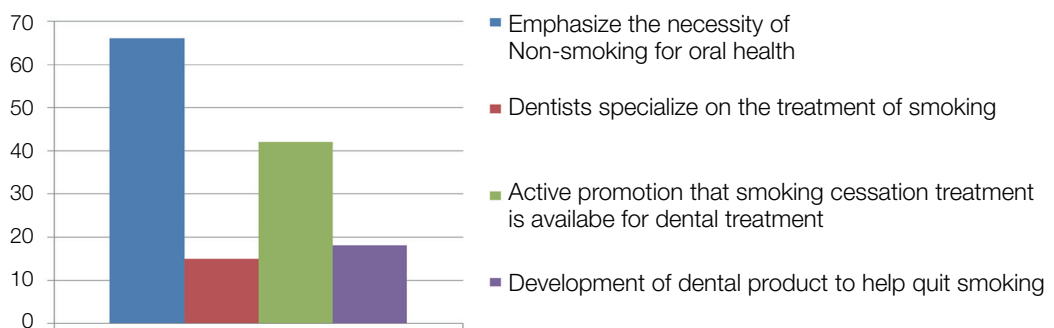 70
60
50
40
30
20
10
0
Emphasize the necessity of
Non-smoking for oral health
Dentists specialize on the treatment of smoking
Active promotion that smoking cessation treatment
is availabe for dental treatment
Development of dental product to help quit smoking